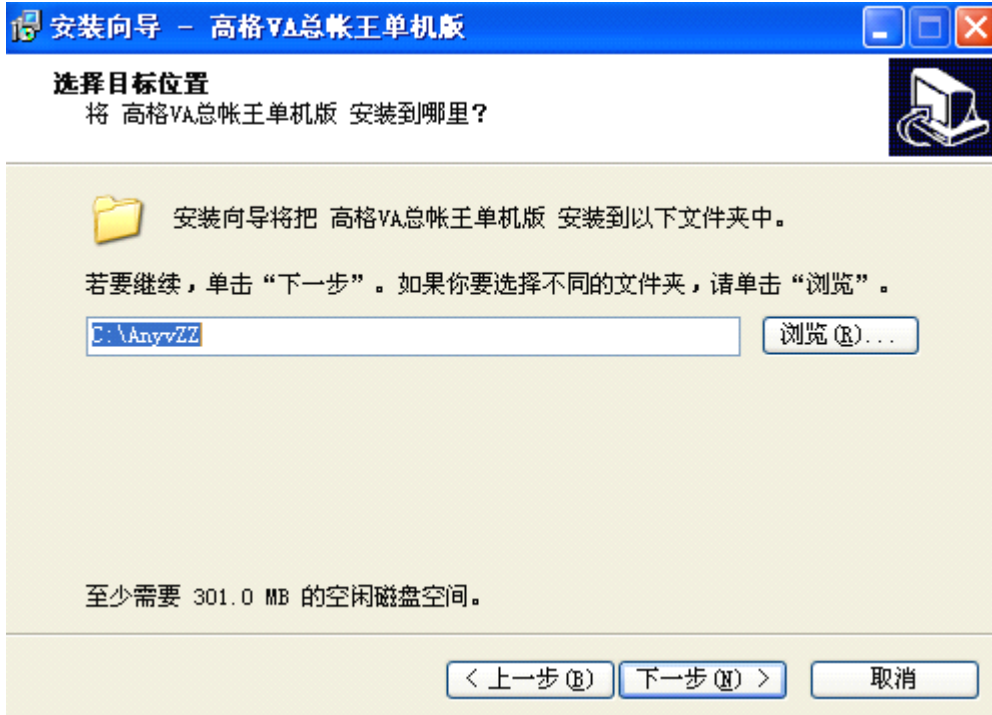 安装向导 - 高格VA总帐王单机版
选择目标位置
将 高格VA总帐王单机版 安装到哪里?
安装向导将把 高格VA总帐王单机版 安装到以下文件夹中。
若要继续，单击“下一步”。如果你要选择不同的文件夹，请单击“浏览”。
C:\AnyvZZ
浏览(R)...
至少需要 301.0 MB 的空闲磁盘空间。
< 上一步(B) 下一步(N) > 取消